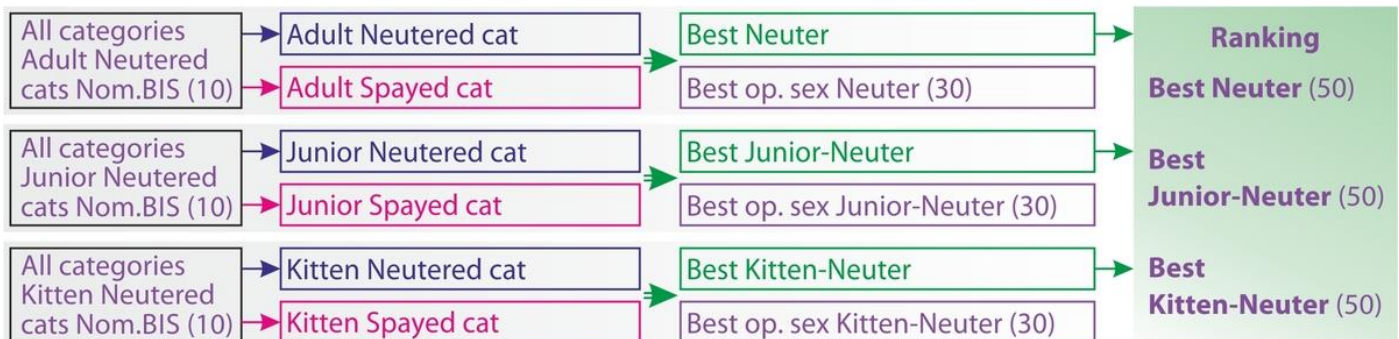 All categories
Adult Neutered
cats Nom.BIS (10)
Adult Neutered cat
Adult Spayed cat
Best Neuter
Best op. sex Neuter (30)
All categories
Junior Neutered
cats Nom.BIS (10)
Junior Neutered cat
Junior Spayed cat
Best Junior-Neuter
Best op. sex Junior-Neuter (30)
All categories
Kitten Neutered
cats Nom.BIS (10)
Kitten Neutered cat
Kitten Spayed cat
Best Kitten-Neuter
Best op. sex Kitten-Neuter (30)
Ranking
Best Neuter (50)
Best
Junior-Neuter (50)
Best
Kitten-Neuter (50)